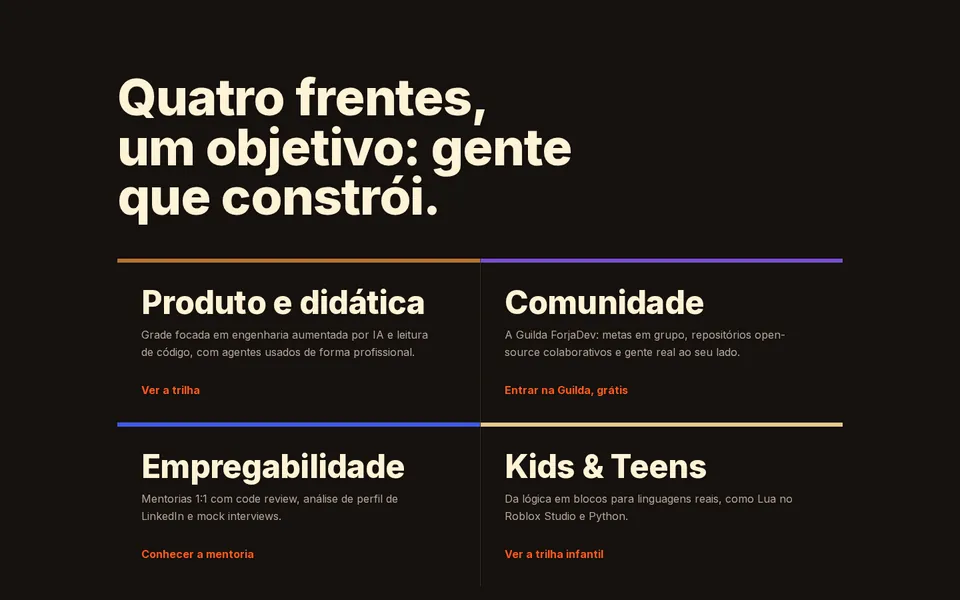 Quatro frentes,
um objetivo: gente
que constrói.
Produto e didática
Grade focada em engenharia aumentada por IA e leitura
de código, com agentes usados de forma profissional.
Ver a trilha
Comunidade
A Guilda ForjaDev: metas em grupo, repositórios open-
source colaborativos e gente real ao seu lado.
Entrar na Guilda, grátis
Empregabilidade
Mentorias 1:1 com code review, análise de perfil de
LinkedIn e mock interviews.
Conhecer a mentoria
Kids & Teens
Da lógica em blocos para linguagens reais, como Lua no
Roblox Studio e Python.
Ver a trilha infantil